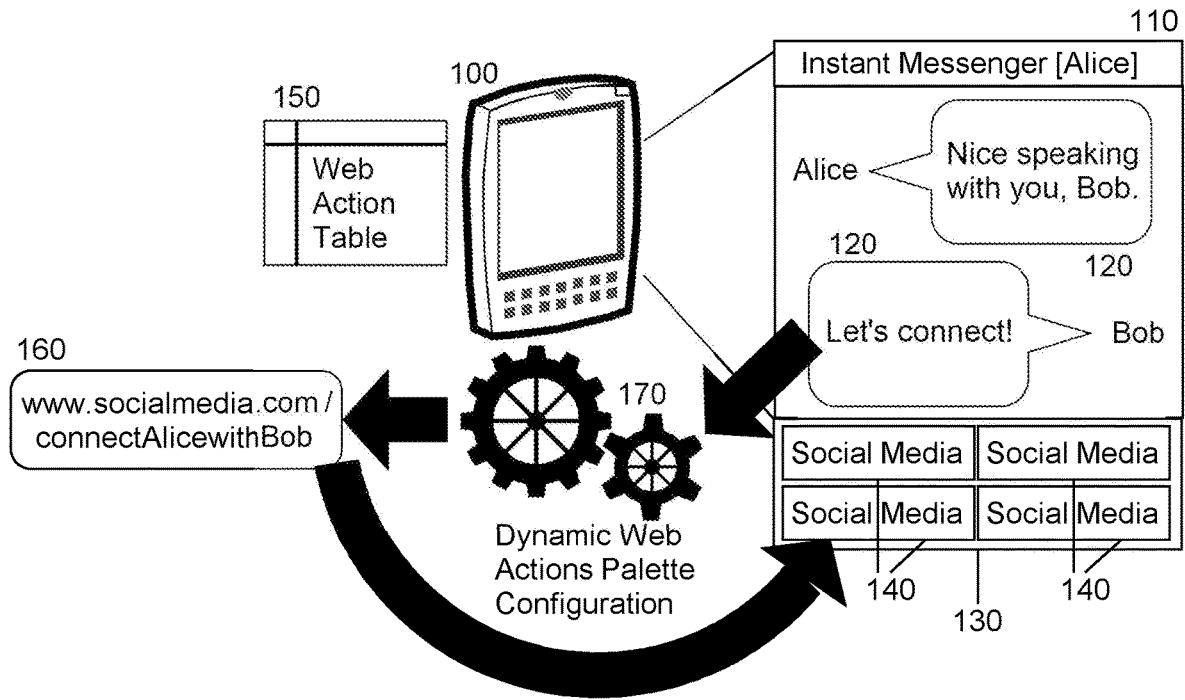 110
Instant Messenger [Alice]
100
150
Web
Action
Table
Alice
Nice speaking
with you, Bob.
120
120
Let's connect!
Bob
160
www.socialmedia.com /
connectAlicewithBob
170
Dynamic Web
Actions Palette
Configuration
Social Media
Social Media
Social Media
Social Media
140
140
130